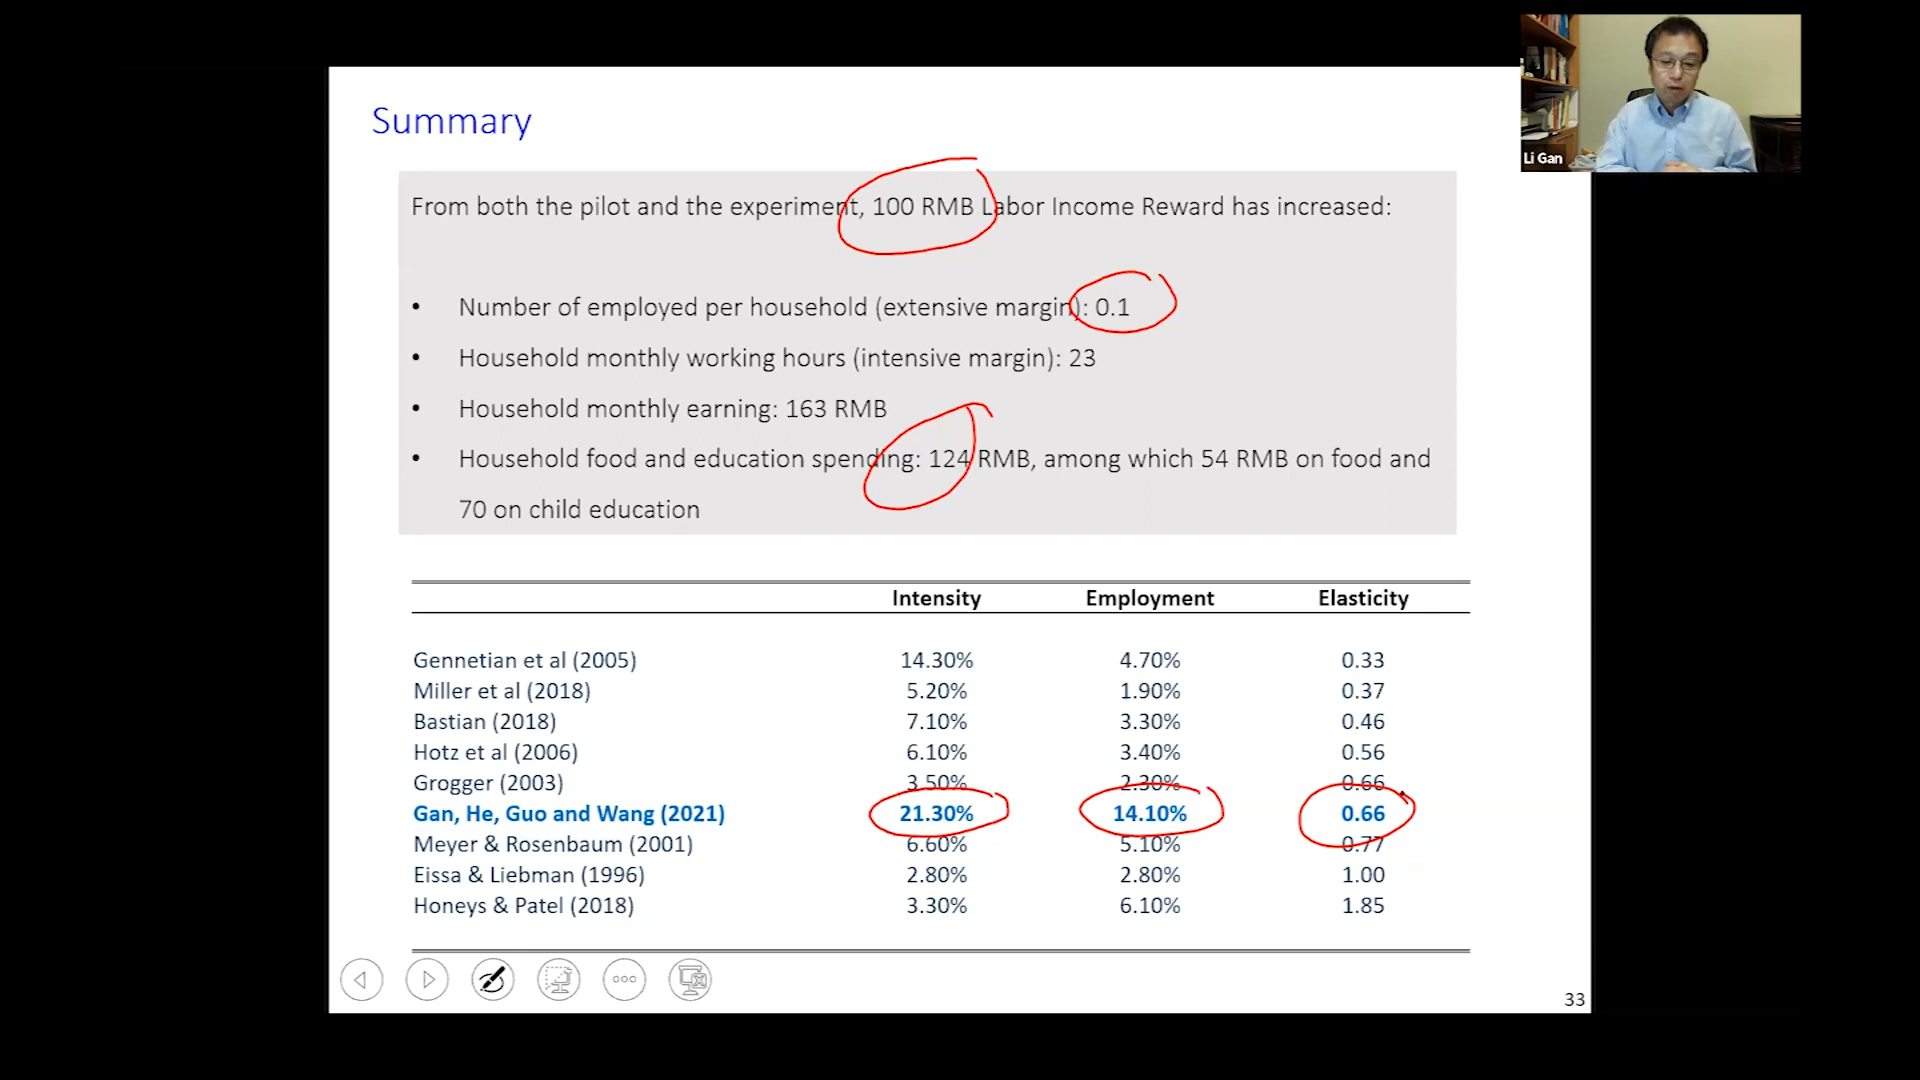 Li Gan
Summary
From both the pilot and the experiment, 100 RMB Labor Income Reward has increased:
• Number of employed per household (extensive margin): 0.1
• Household monthly working hours (intensive margin): 23
• Household monthly earning: 163 RMB
• Household food and education spending: 124 RMB, among which 54 RMB on food and
70 on child education
Intensity Employment Elasticity
Gennetian et al (2005) 14.30% 4.70% 0.33
Miller et al (2018) 5.20% 1.90% 0.37
Bastian (2018) 7.10% 3.30% 0.46
Hotz et al (2006) 6.10% 3.40% 0.56
Grogger (2003) 3.50% 2.30% 0.66
Gan, He, Guo and Wang (2021) 21.30% 14.10% 0.66
Meyer & Rosenbaum (2001) 6.60% 5.10% 0.77
Eissa & Liebman (1996) 2.80% 2.80% 1.00
Honeys & Patel (2018) 3.30% 6.10% 1.85
33